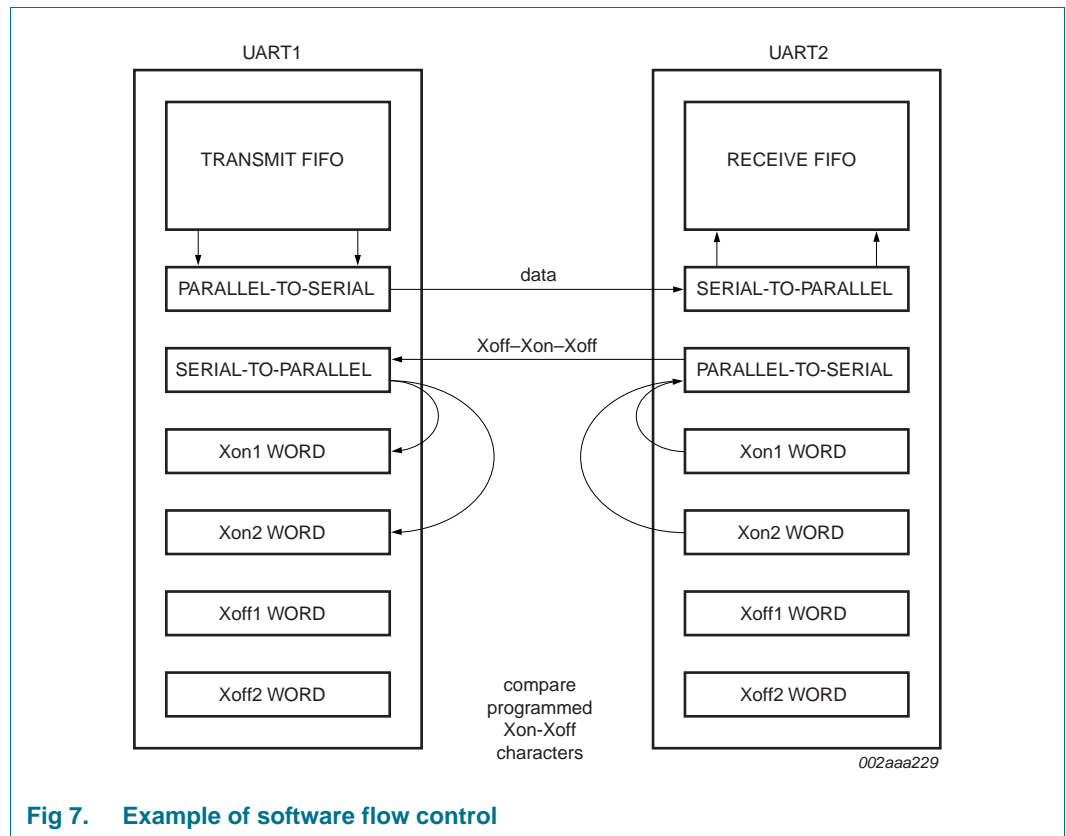 UART1
UART2
TRANSMIT FIFO
RECEIVE FIFO
PARALLEL-TO-SERIAL
data
SERIAL-TO-PARALLEL
SERIAL-TO-PARALLEL
Xoff–Xon–Xoff
PARALLEL-TO-SERIAL
Xon1 WORD
Xon1 WORD
Xon2 WORD
Xon2 WORD
Xoff1 WORD
Xoff1 WORD
Xoff2 WORD
Xoff2 WORD
compare
programmed
Xon-Xoff
characters
002aaa229
Fig 7. Example of software flow control